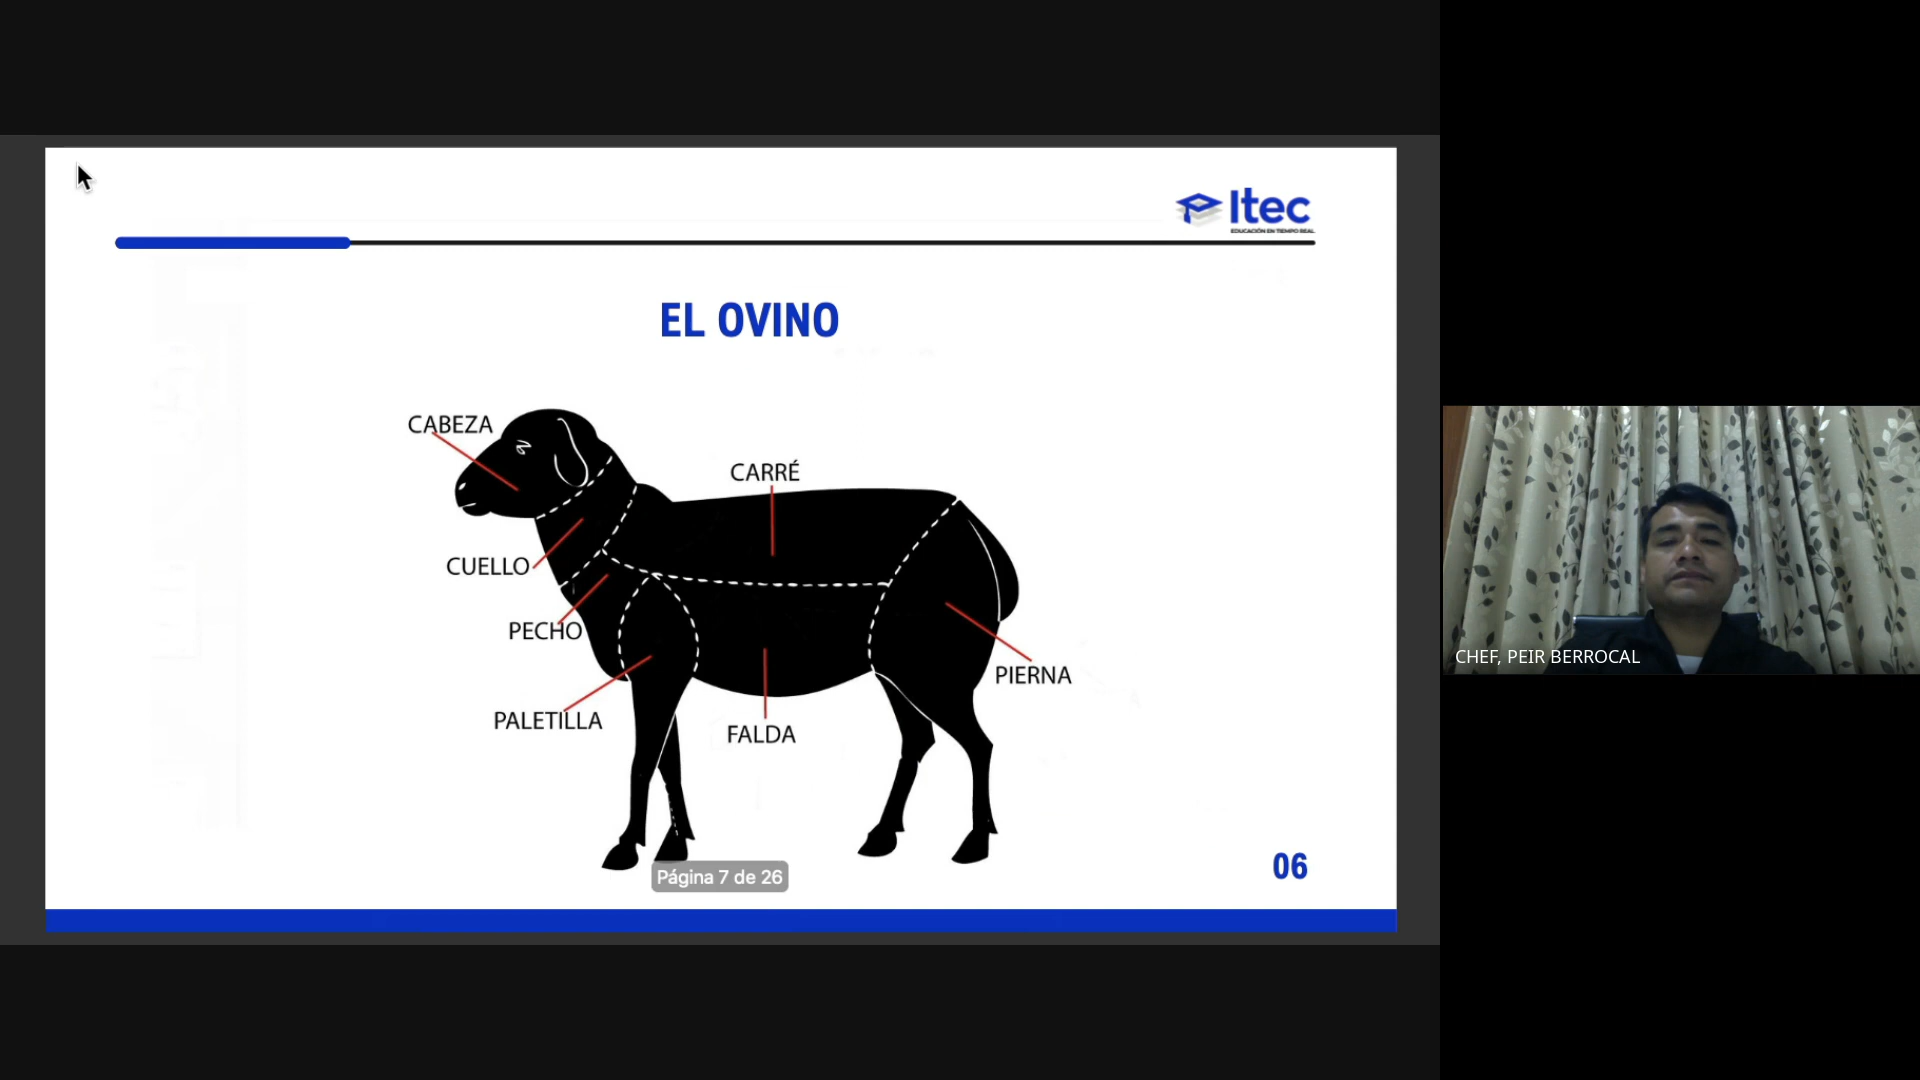 Itec
EDUCACIÓN EN TIEMPO REAL
EL OVINO
CABEZA
CARRÉ
CUELLO
PECHO
PIERNA
PALETILLA
FALDA
CHEF, PEIR BERROCAL
06
Página 7 de 26